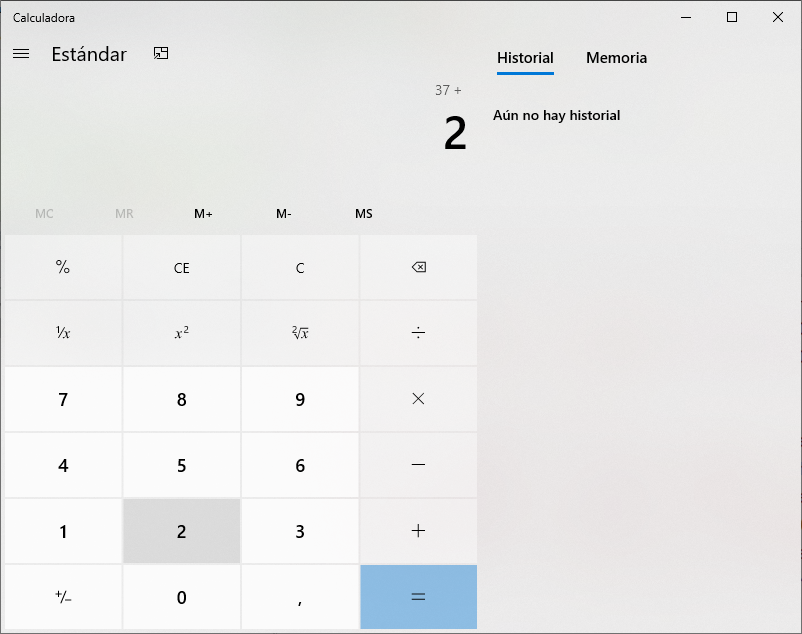 Calculadora
Estándar
Historial Memoria
37 +
2
Aún no hay historial
MC MR M+ M- MS
% CE C
¹/x x² ²√x ÷
7 8 9 ×
4 5 6 −
1 2 3 +
+/− 0 , =